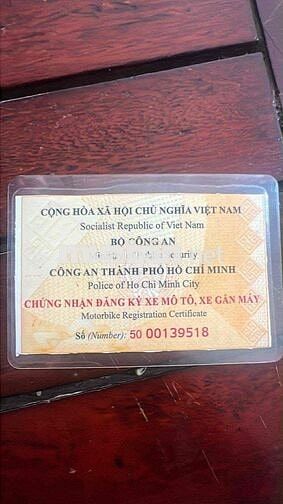 CỘNG HÒA XÃ HỘI CHỦ NGHĨA VIỆT NAM
Socialist Republic of Viet Nam
BỘ CÔNG AN
security
CÔNG AN THÀNH PHỐ HỒ CHÍ MINH
Police of Ho Chi Minh City
CHỨNG NHẬN ĐĂNG KÝ XE MÔ TÔ, XE GẮN MÁY
Motorbike Registration Certificate
Số (Number): 50 00139518